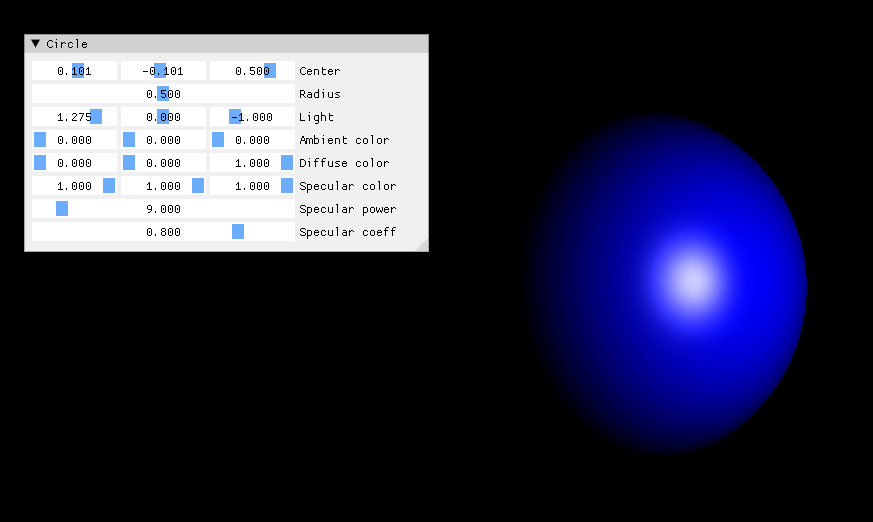 Circle
0.101 -0.101 0.500 Center
0.500 Radius
1.275 0.000 -1.000 Light
0.000 0.000 0.000 Ambient color
0.000 0.000 1.000 Diffuse color
1.000 1.000 1.000 Specular color
9.000 Specular power
0.800 Specular coeff